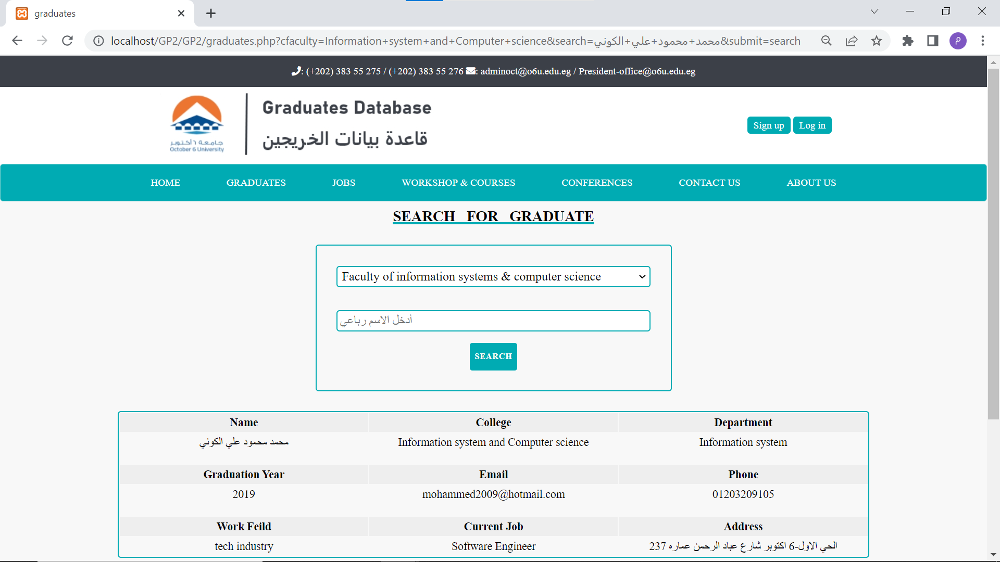 graduates
localhost/GP2/GP2/graduates.php?cfaculty=Information+system+and+Computer+science&search=محمد+محمود+علي+الكوني&submit=search
: (+202) 383 55 275 / (+202) 383 55 276 : adminoct@o6u.edu.eg / President-office@o6u.edu.eg
جامعة ٦ أكتوبر
October 6 University
Graduates Database
قاعدة بيانات الخريجين
Sign up Log in
HOME GRADUATES JOBS WORKSHOP & COURSES CONFERENCES CONTACT US ABOUT US
SEARCH FOR GRADUATE
Faculty of information systems & computer science
أدخل الاسم رباعي
SEARCH
Name College Department
محمد محمود علي الكوني Information system and Computer science Information system
Graduation Year Email Phone
2019 mohammed2009@hotmail.com 01203209105
Work Feild Current Job Address
tech industry Software Engineer الحي الاول-6 اكتوبر شارع عباد الرحمن عماره 237